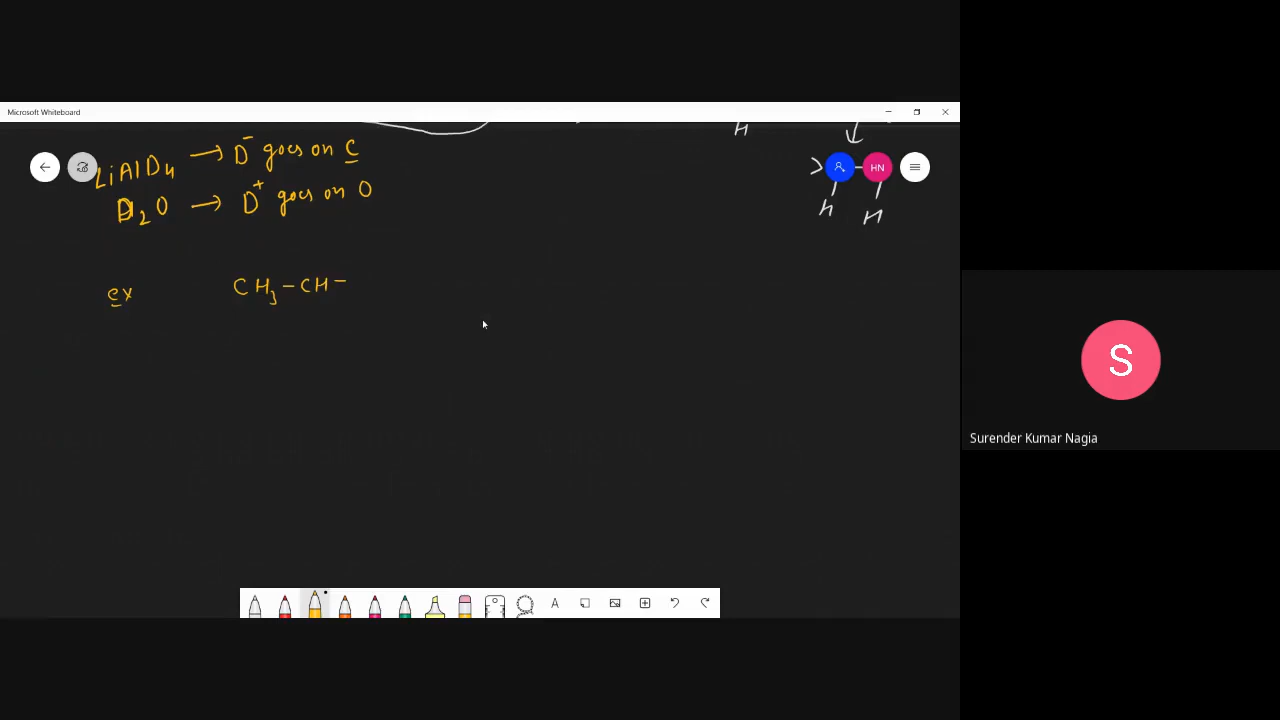 Microsoft Whiteboard
H
LiAlD4 → D⁻ goes on C
D2O → D⁺ goes on O
HN
H H
ex CH3-CH-
S
Surender Kumar Nagia
A